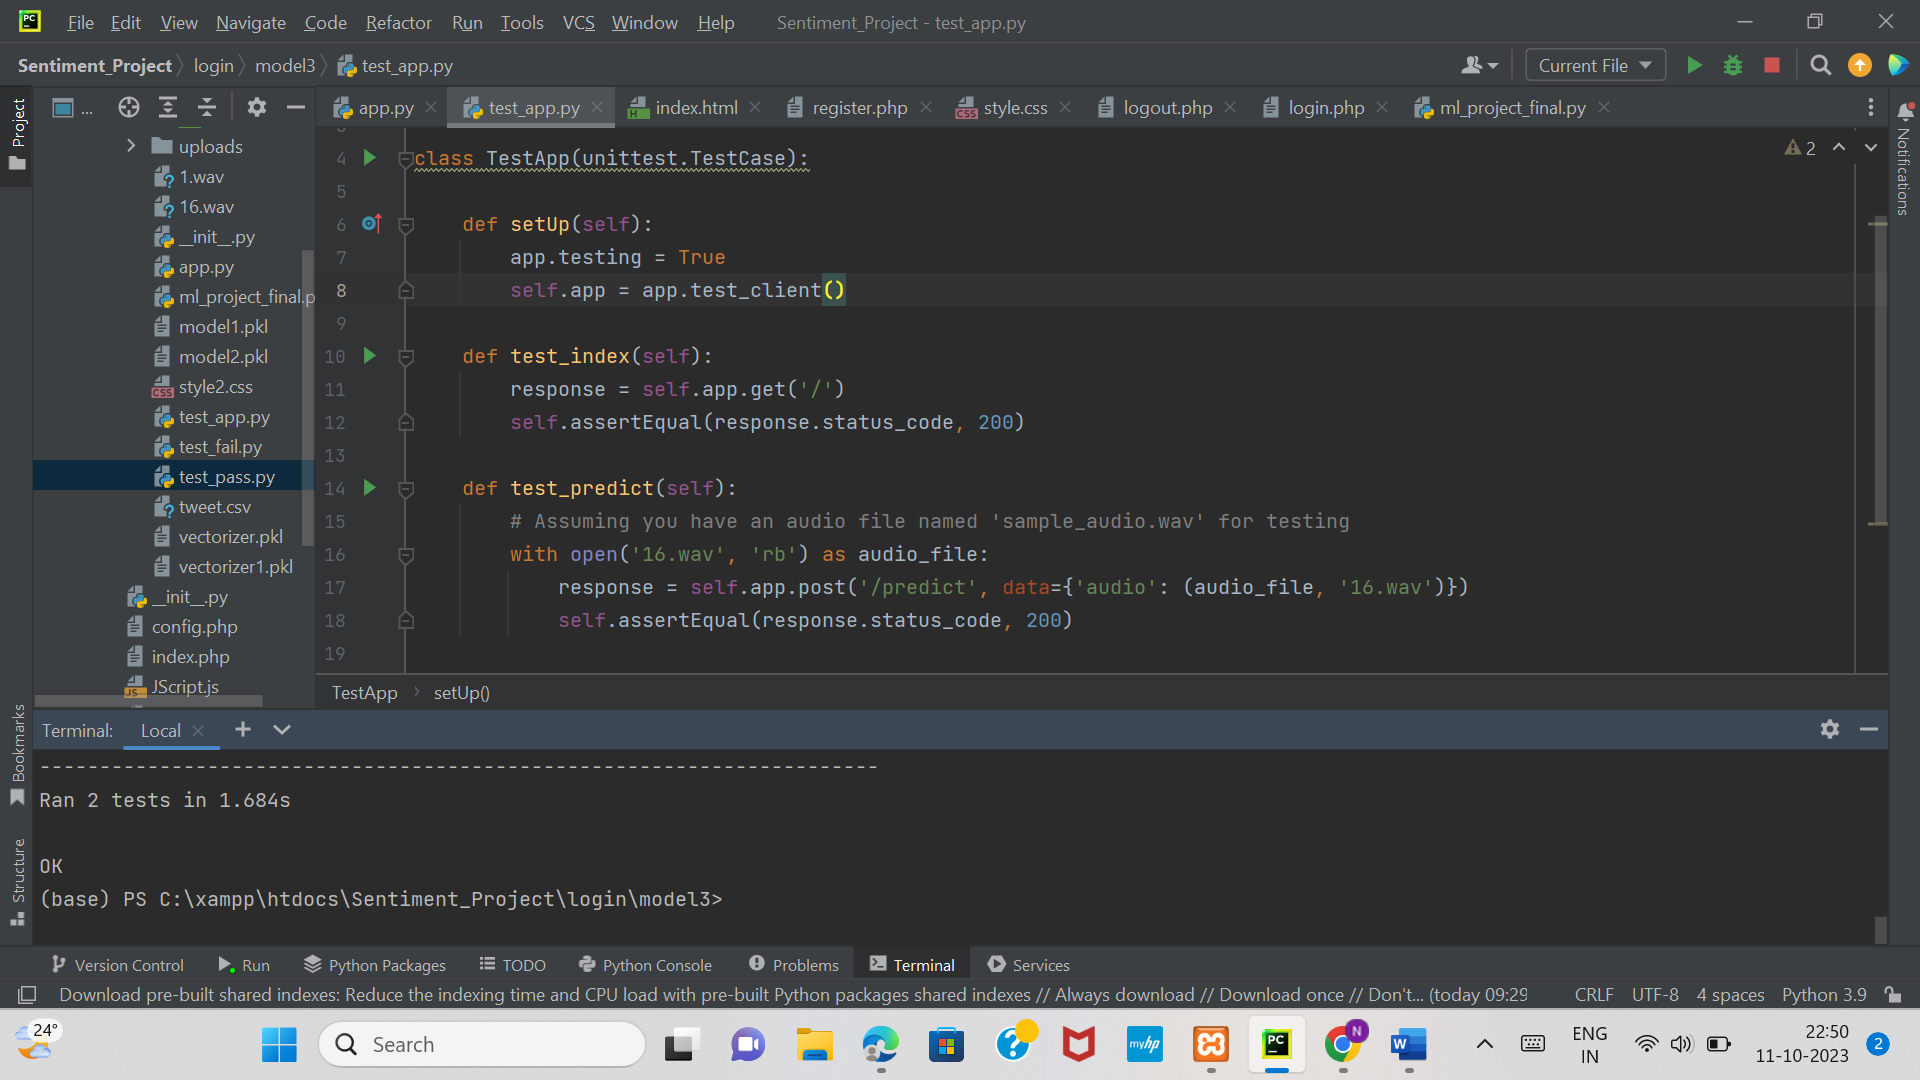 File Edit View Navigate Code Refactor Run Tools VCS Window Help Sentiment_Project - test_app.py
Sentiment_Project login model3 test_app.py Current File
app.py test_app.py index.html register.php style.css logout.php login.php ml_project_final.py
Project
Bookmarks
Structure
Notifications
uploads
1.wav
16.wav
__init__.py
app.py
ml_project_final.p
model1.pkl
model2.pkl
style2.css
test_app.py
test_fail.py
test_pass.py
tweet.csv
vectorizer.pkl
vectorizer1.pkl
__init__.py
config.php
index.php
JScript.js
2
4 class TestApp(unittest.TestCase):
5
6 def setUp(self):
7 app.testing = True
8 self.app = app.test_client()
9
10 def test_index(self):
11 response = self.app.get('/')
12 self.assertEqual(response.status_code, 200)
13
14 def test_predict(self):
15 # Assuming you have an audio file named 'sample_audio.wav' for testing
16 with open('16.wav', 'rb') as audio_file:
17 response = self.app.post('/predict', data={'audio': (audio_file, '16.wav')})
18 self.assertEqual(response.status_code, 200)
19
TestApp setUp()
Terminal: Local
----------------------------------------------------------------------
Ran 2 tests in 1.684s
OK
(base) PS C:\xampp\htdocs\Sentiment_Project\login\model3>
Version Control Run Python Packages TODO Python Console Problems Terminal Services
Download pre-built shared indexes: Reduce the indexing time and CPU load with pre-built Python packages shared indexes // Always download // Download once // Don't... (today 09:29 CRLF UTF-8 4 spaces Python 3.9
24°
Search
ENG
IN
22:50
11-10-2023
2